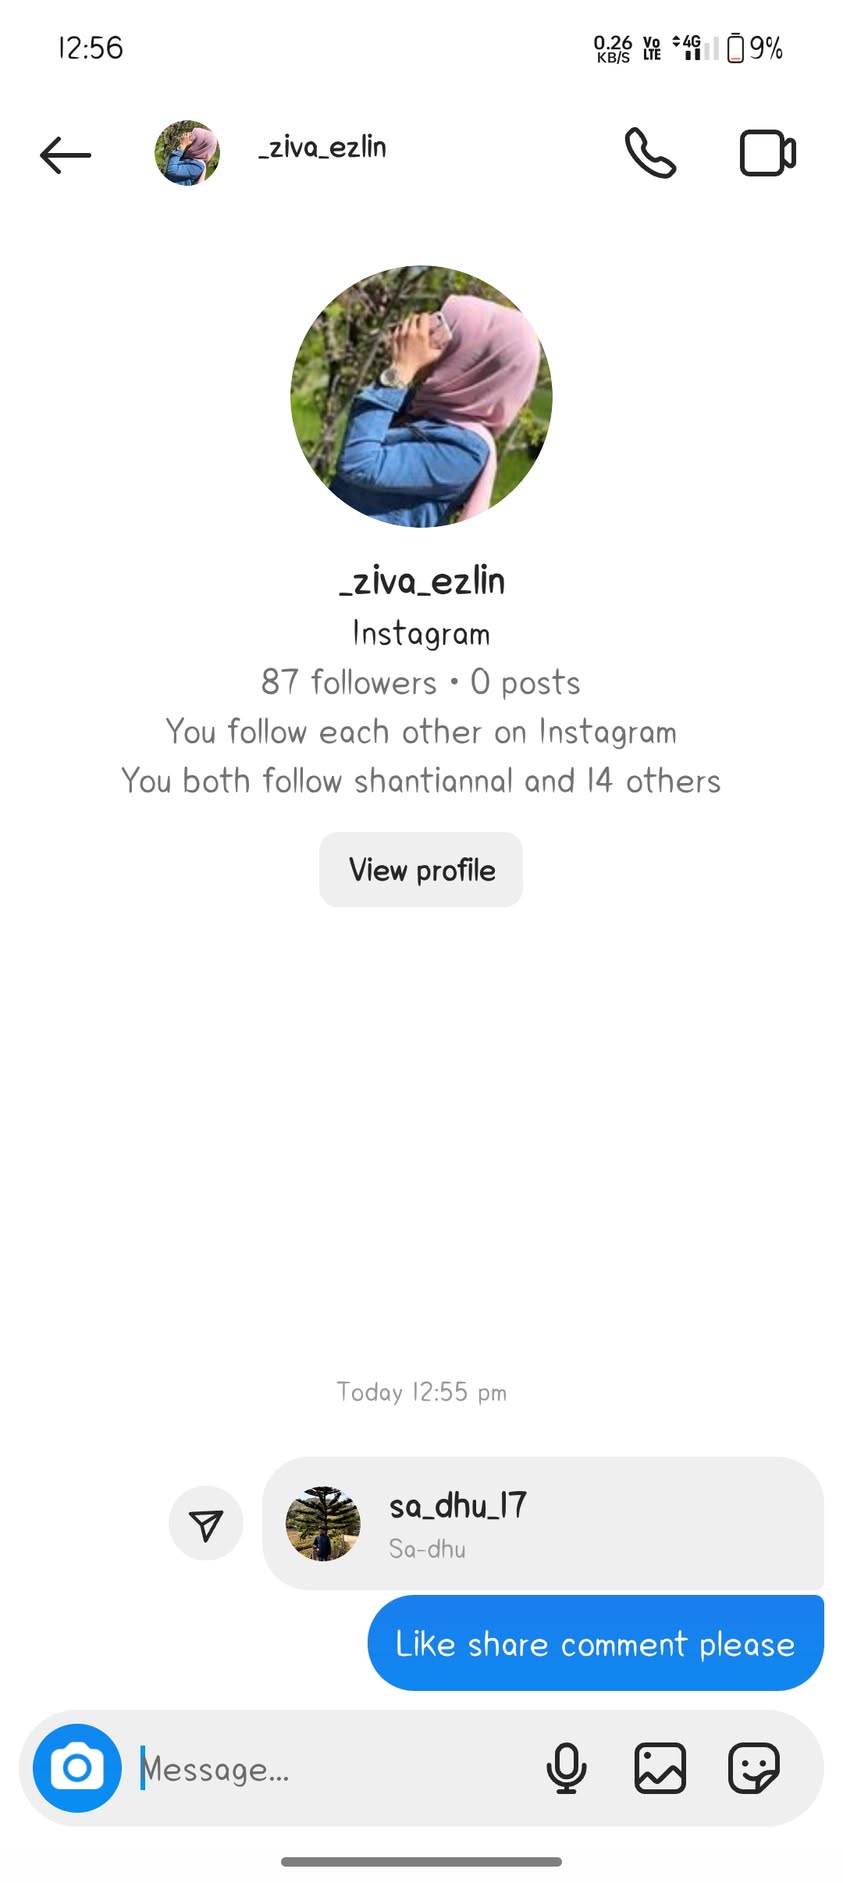 12:56
0.26 KB/S Vo LTE 4G 9%
_ziva_ezlin
_ziva_ezlin
Instagram
87 followers • 0 posts
You follow each other on Instagram
You both follow shantiannal and 14 others
View profile
Today 12:55 pm
sa_dhu_17
Sa-dhu
Like share comment please
Message...